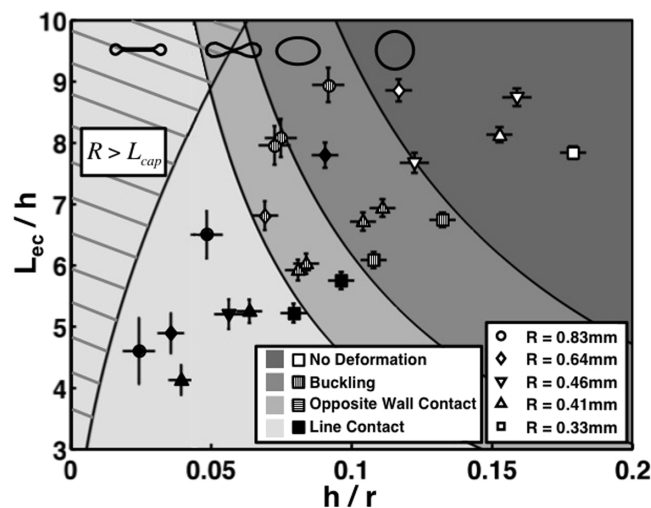 10
9
8
7
6
5
4
3
L_ec / h
R > L_cap
No Deformation
Buckling
Opposite Wall Contact
Line Contact
R = 0.83mm
R = 0.64mm
R = 0.46mm
R = 0.41mm
R = 0.33mm
0 0.05 0.1 0.15 0.2
h / r